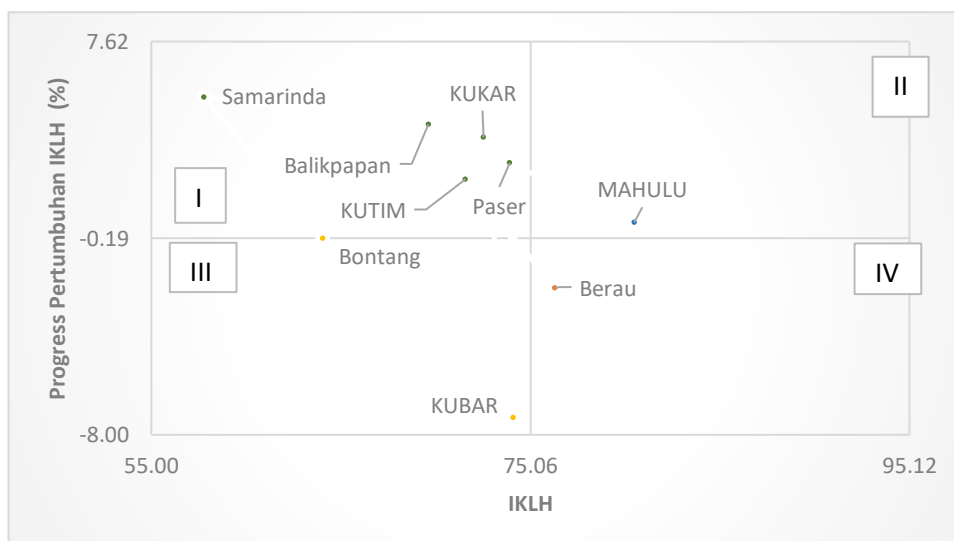 7.62
II
Samarinda
KUKAR
Balikpapan
I
KUTIM
Paser
MAHULU
-0.19
III
Bontang
IV
Berau
KUBAR
-8.00
55.00
75.06
95.12
IKLH
Progress Pertumbuhan IKLH (%)